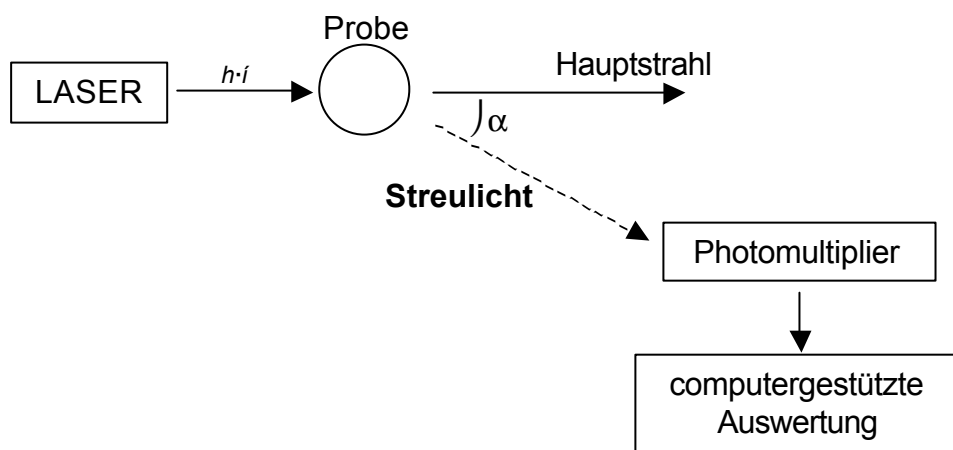 Probe
LASER
h·í
Hauptstrahl
α
Streulicht
Photomultiplier
computergestützte
Auswertung